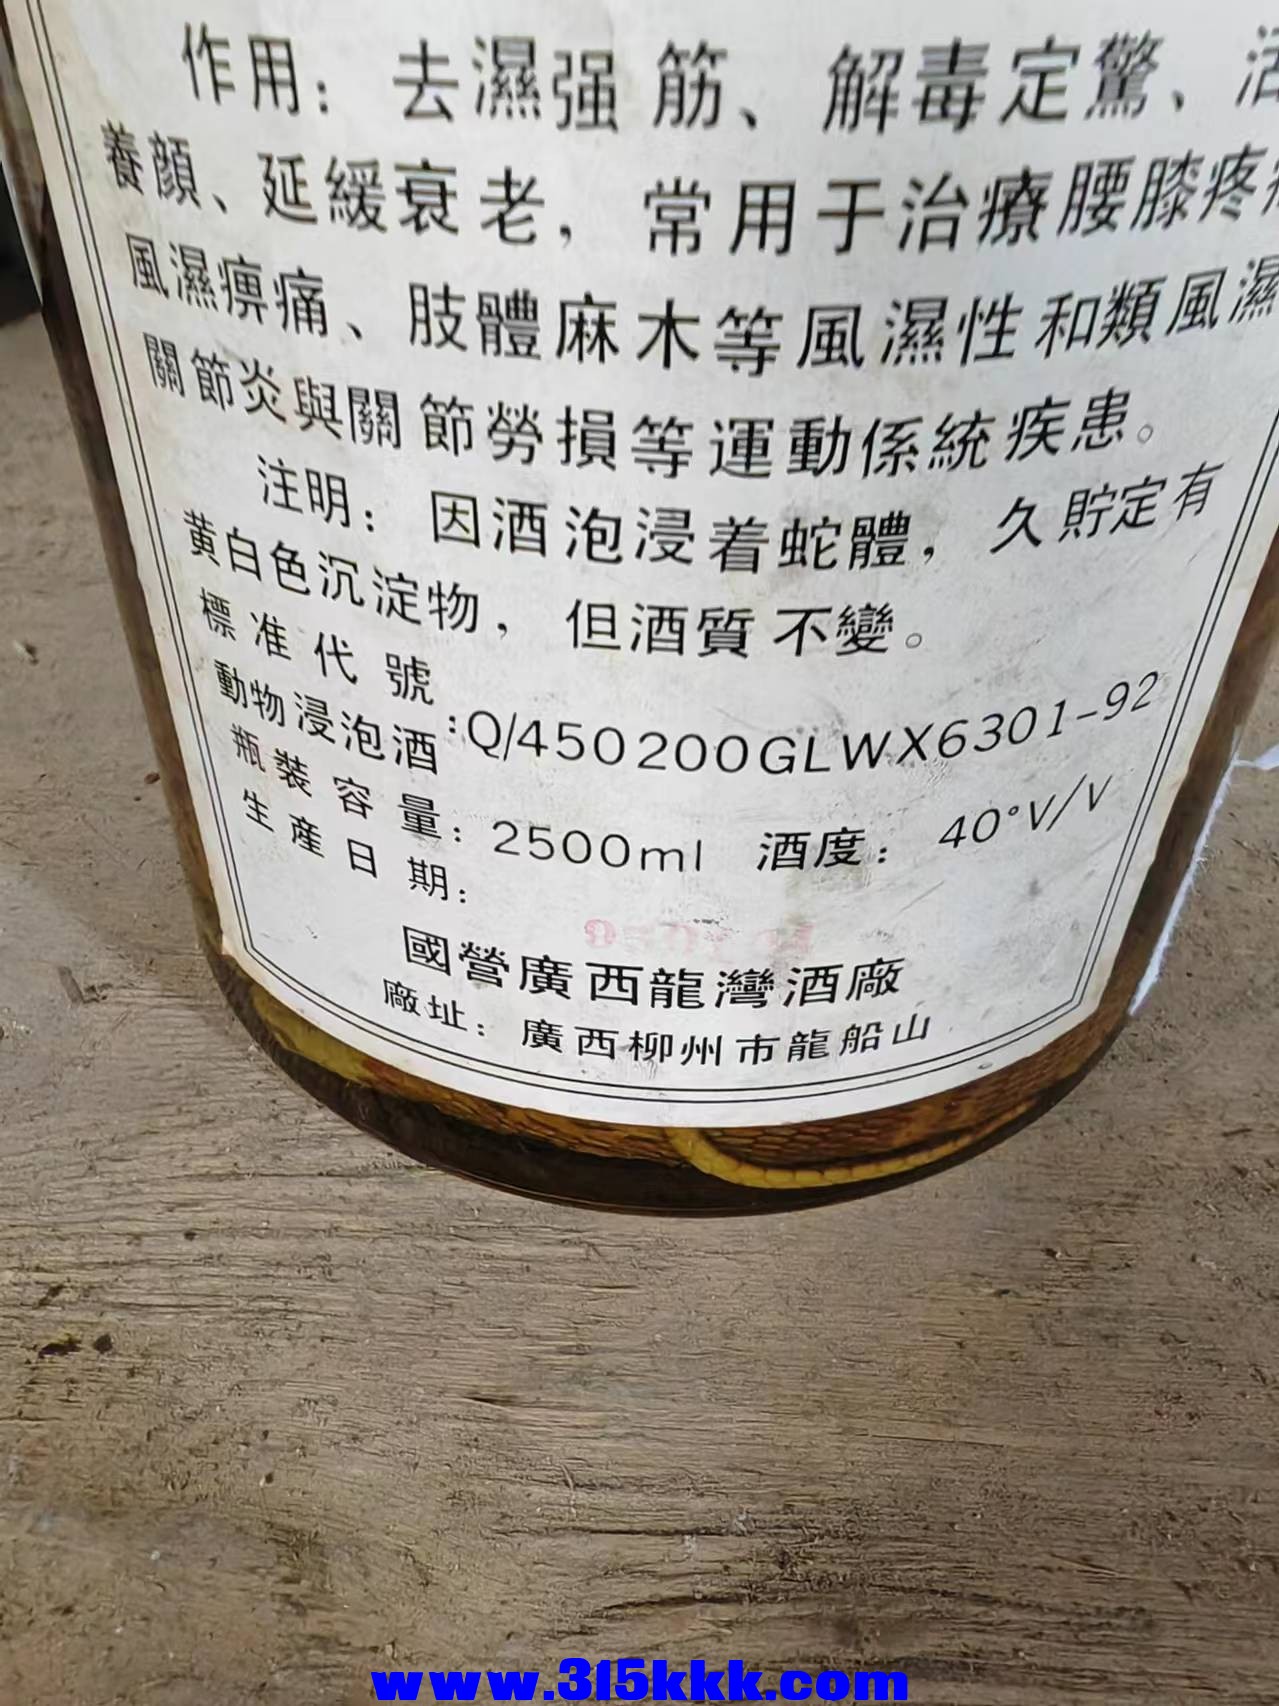 作用：去濕强筋、解毒定驚、活
養顔、延緩衰老，常用于治療腰膝疼
風濕痹痛、肢體麻木等風濕性和類風濕
關節炎與關節勞損等運動係統疾患。
注明：因酒泡浸着蛇體，久貯定有
黄白色沉淀物，但酒質不變。
標准代號
動物浸泡酒：Q/450200GLWX6301-92
瓶裝容量：2500ml 酒度：40°V/V
生産日期：
國營廣西龍灣酒廠
廠址：廣西柳州市龍船山
www.315kkk.com